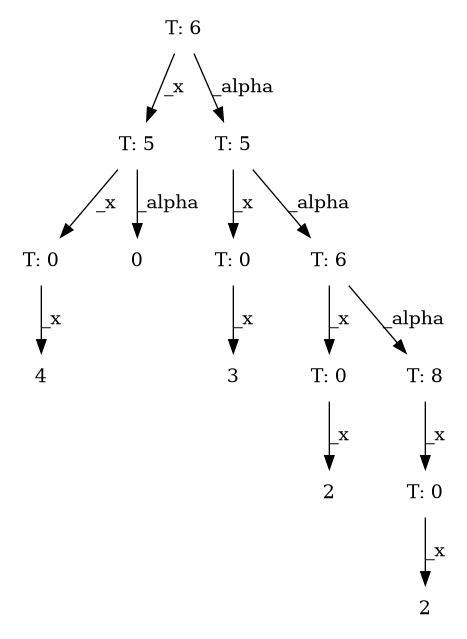 T: 6
_x _alpha
T: 5 T: 5
_x _alpha _x _alpha
T: 0 0 T: 0 T: 6
_x _x _x _alpha
4 3 T: 0 T: 8
_x _x
2 T: 0
_x
2